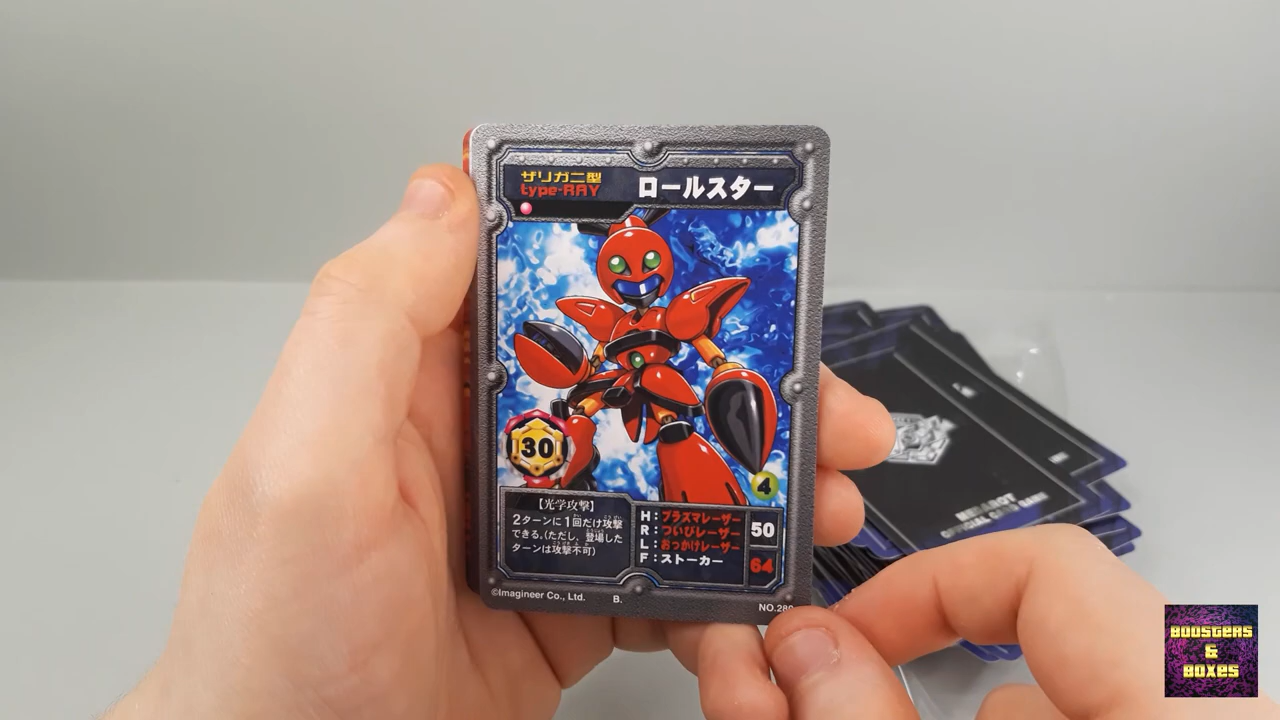 ザリガニ型
type-RAY
ロールスター
30
4
【光学攻撃】
2ターンに1回だけ攻撃
できる。(ただし、登場した
ターンは攻撃不可)
H:プラズマレーザー
R:ついびレーザー
L:おっかけレーザー
F:ストーカー
50
64
©Imagineer Co., Ltd.
B.
OFFICIAL CARD GAME
BOOSTERS
&
BOXES